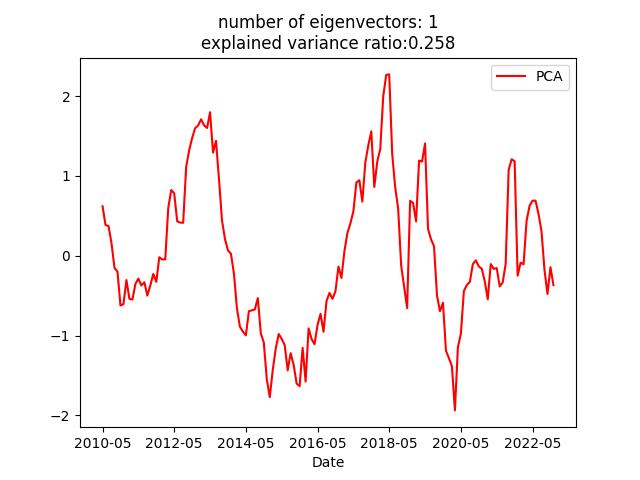 number of eigenvectors: 1
explained variance ratio:0.258
PCA
2
1
0
−1
−2
2010-05 2012-05 2014-05 2016-05 2018-05 2020-05 2022-05
Date